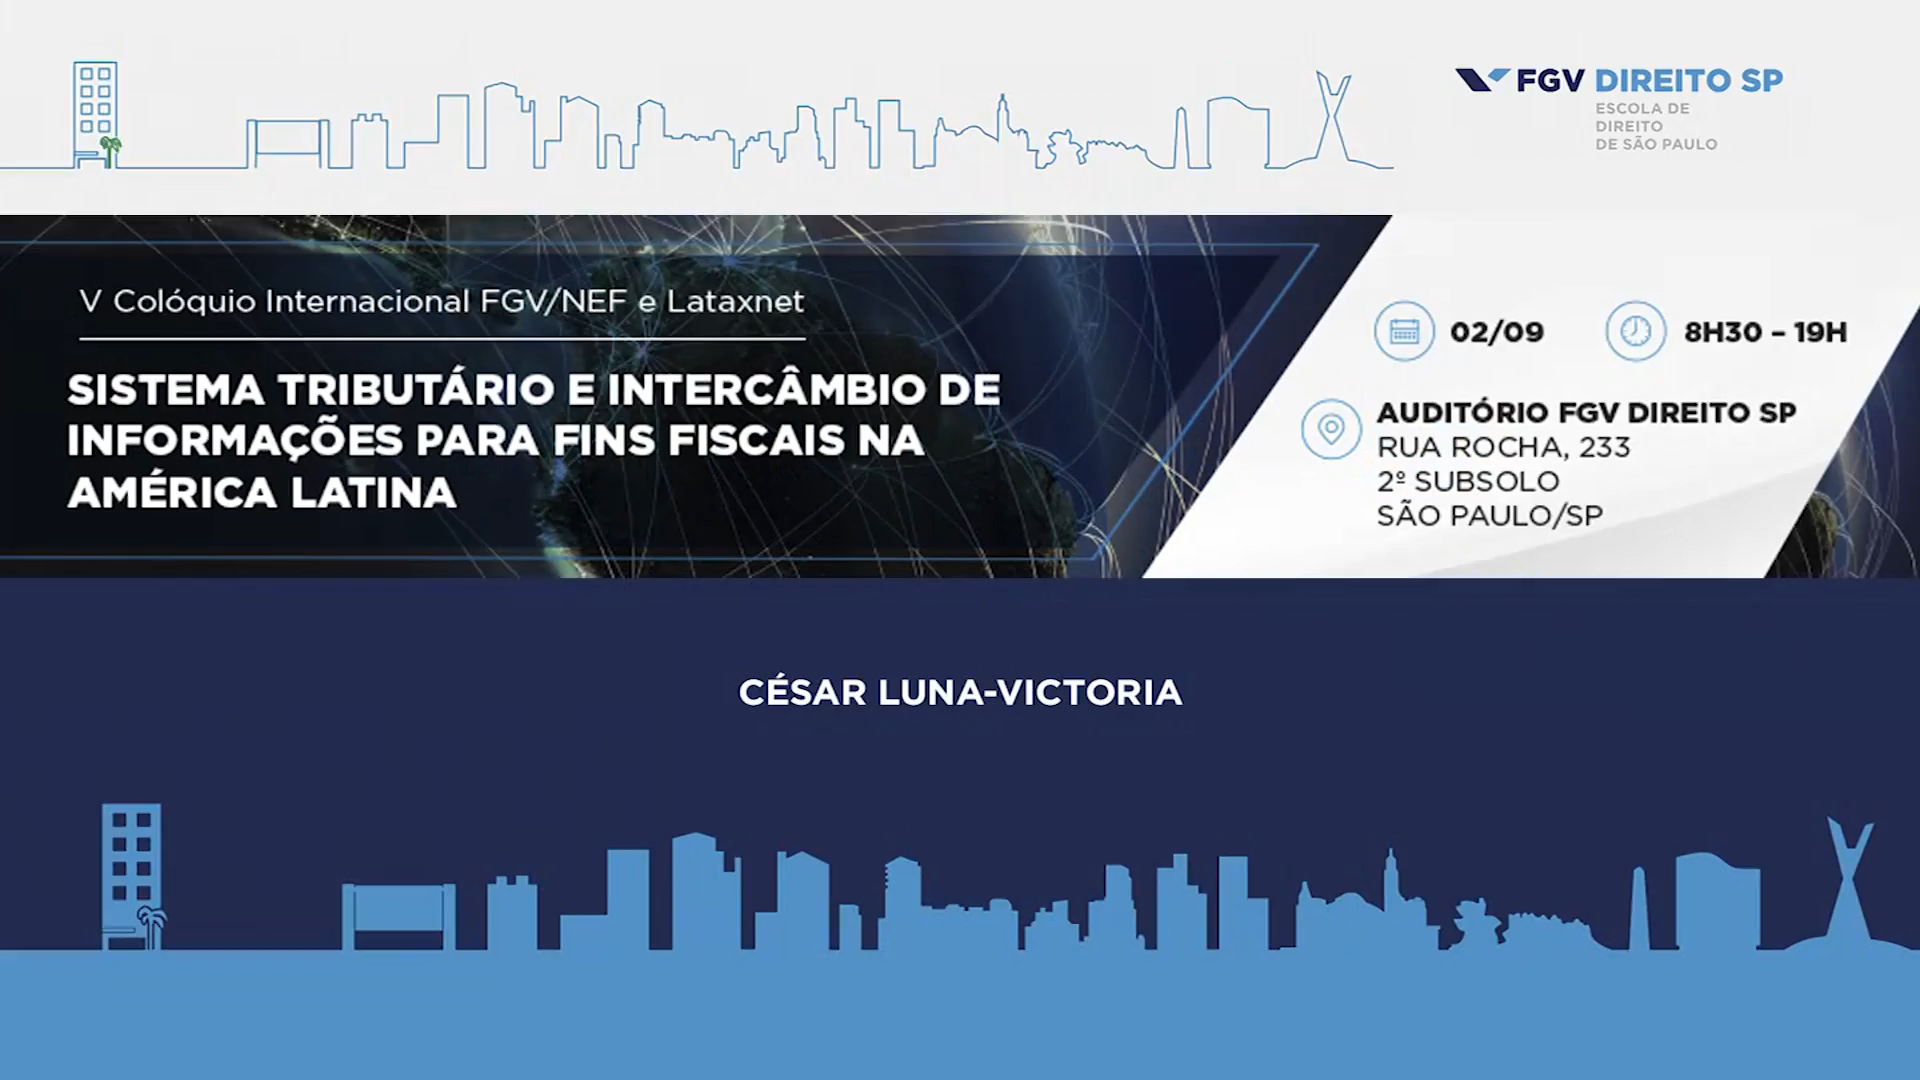 FGV DIREITO SP
ESCOLA DE
DIREITO
DE SÃO PAULO
V Colóquio Internacional FGV/NEF e Lataxnet
SISTEMA TRIBUTÁRIO E INTERCÂMBIO DE
INFORMAÇÕES PARA FINS FISCAIS NA
AMÉRICA LATINA
02/09
8H30 – 19H
AUDITÓRIO FGV DIREITO SP
RUA ROCHA, 233
2º SUBSOLO
SÃO PAULO/SP
CÉSAR LUNA-VICTORIA